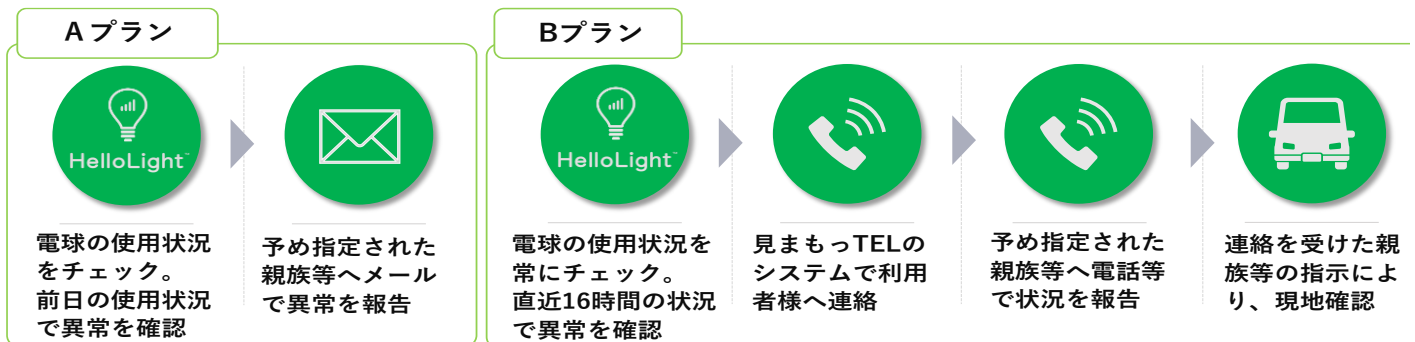 Aプラン
HelloLight™
電球の使用状況
をチェック。
前日の使用状況
で異常を確認
予め指定された
親族等へメール
で異常を報告
Bプラン
HelloLight™
電球の使用状況を
常にチェック。
直近16時間の状況
で異常を確認
見まもっTELの
システムで利用
者様へ連絡
予め指定された
親族等へ電話等
で状況を報告
連絡を受けた親
族等の指示によ
り、現地確認